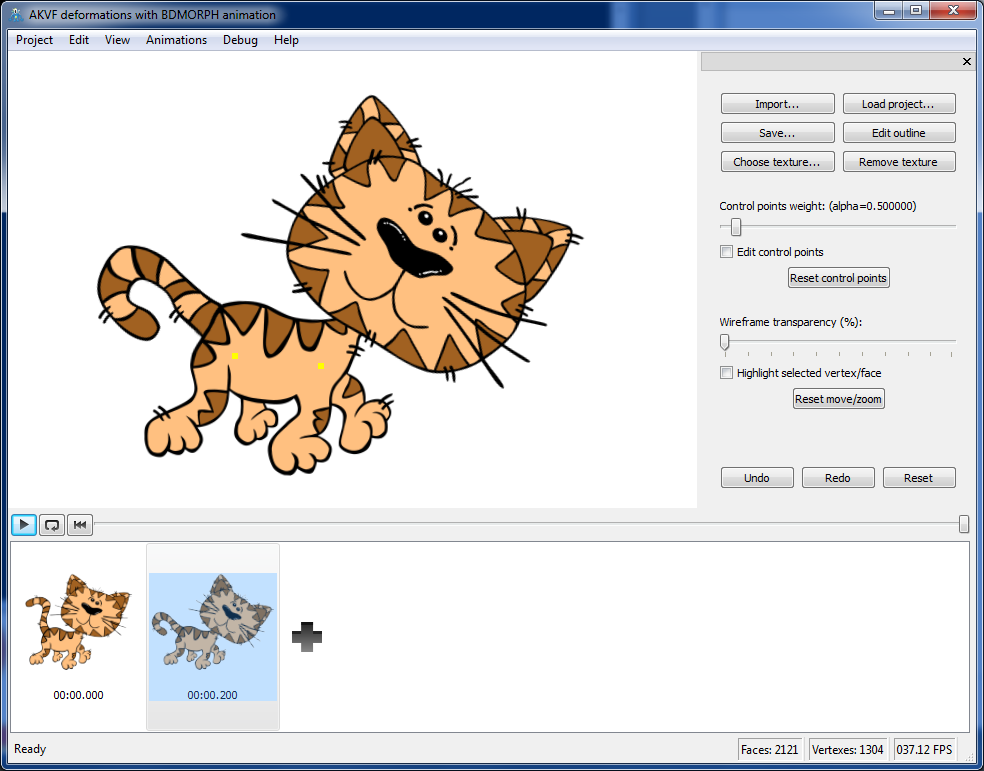 AKVF deformations with BDMORPH animation
Project Edit View Animations Debug Help
Import... Load project...
Save... Edit outline
Choose texture... Remove texture
Control points weight: (alpha=0.500000)
Edit control points
Reset control points
Wireframe transparency (%):
Highlight selected vertex/face
Reset move/zoom
Undo Redo Reset
00:00.000 00:00.200
Ready Faces: 2121 Vertexes: 1304 037.12 FPS